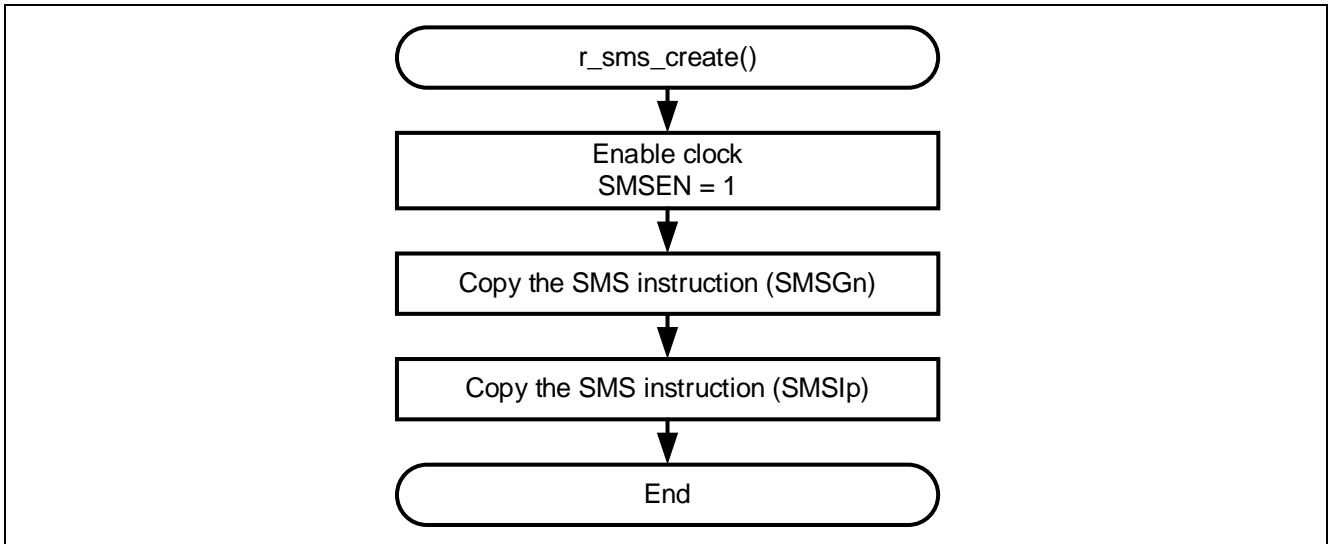 r_sms_create()
Enable clock
SMSEN = 1
Copy the SMS instruction (SMSGn)
Copy the SMS instruction (SMSIp)
End